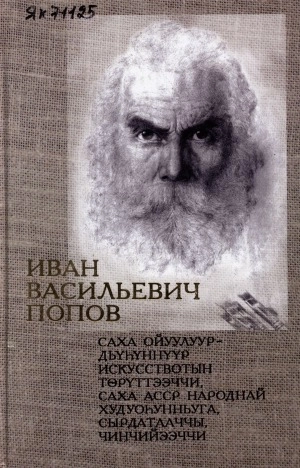 Як 71125
ИВАН
ВАСИЛЬЕВИЧ
ПОПОВ
САХА ОЙУУЛУУР-
ДЬҮҺҮННҮҮР
ИСКУССТВОТЫН
ТӨРҮТТЭЭЧЧИ,
САХА АССР НАРОДНАЙ
ХУДУОҺУННЬУГА,
СЫРДАТААЧЧЫ,
ЧИНЧИЙЭЭЧЧИ